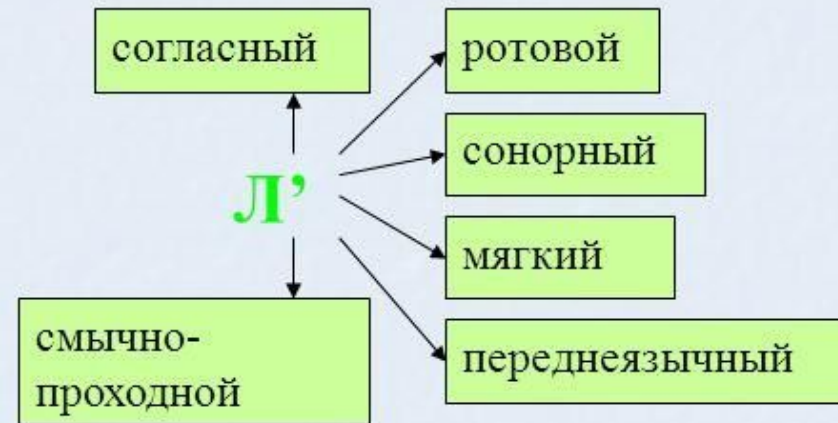 согласный
ротовой
сонорный
Л’
мягкий
смычно-
проходной
переднеязычный